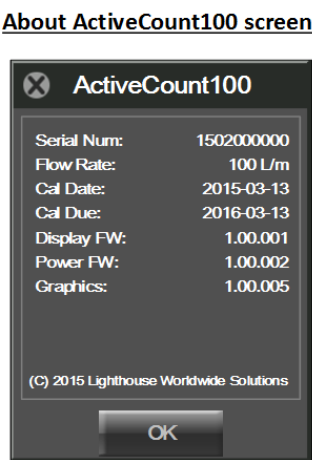 About ActiveCount100 screen
ActiveCount100
Serial Num: 1502000000
Flow Rate: 100 L/m
Cal Date: 2015-03-13
Cal Due: 2016-03-13
Display FW: 1.00.001
Power FW: 1.00.002
Graphics: 1.00.005
(C) 2015 Lighthouse Worldwide Solutions
OK